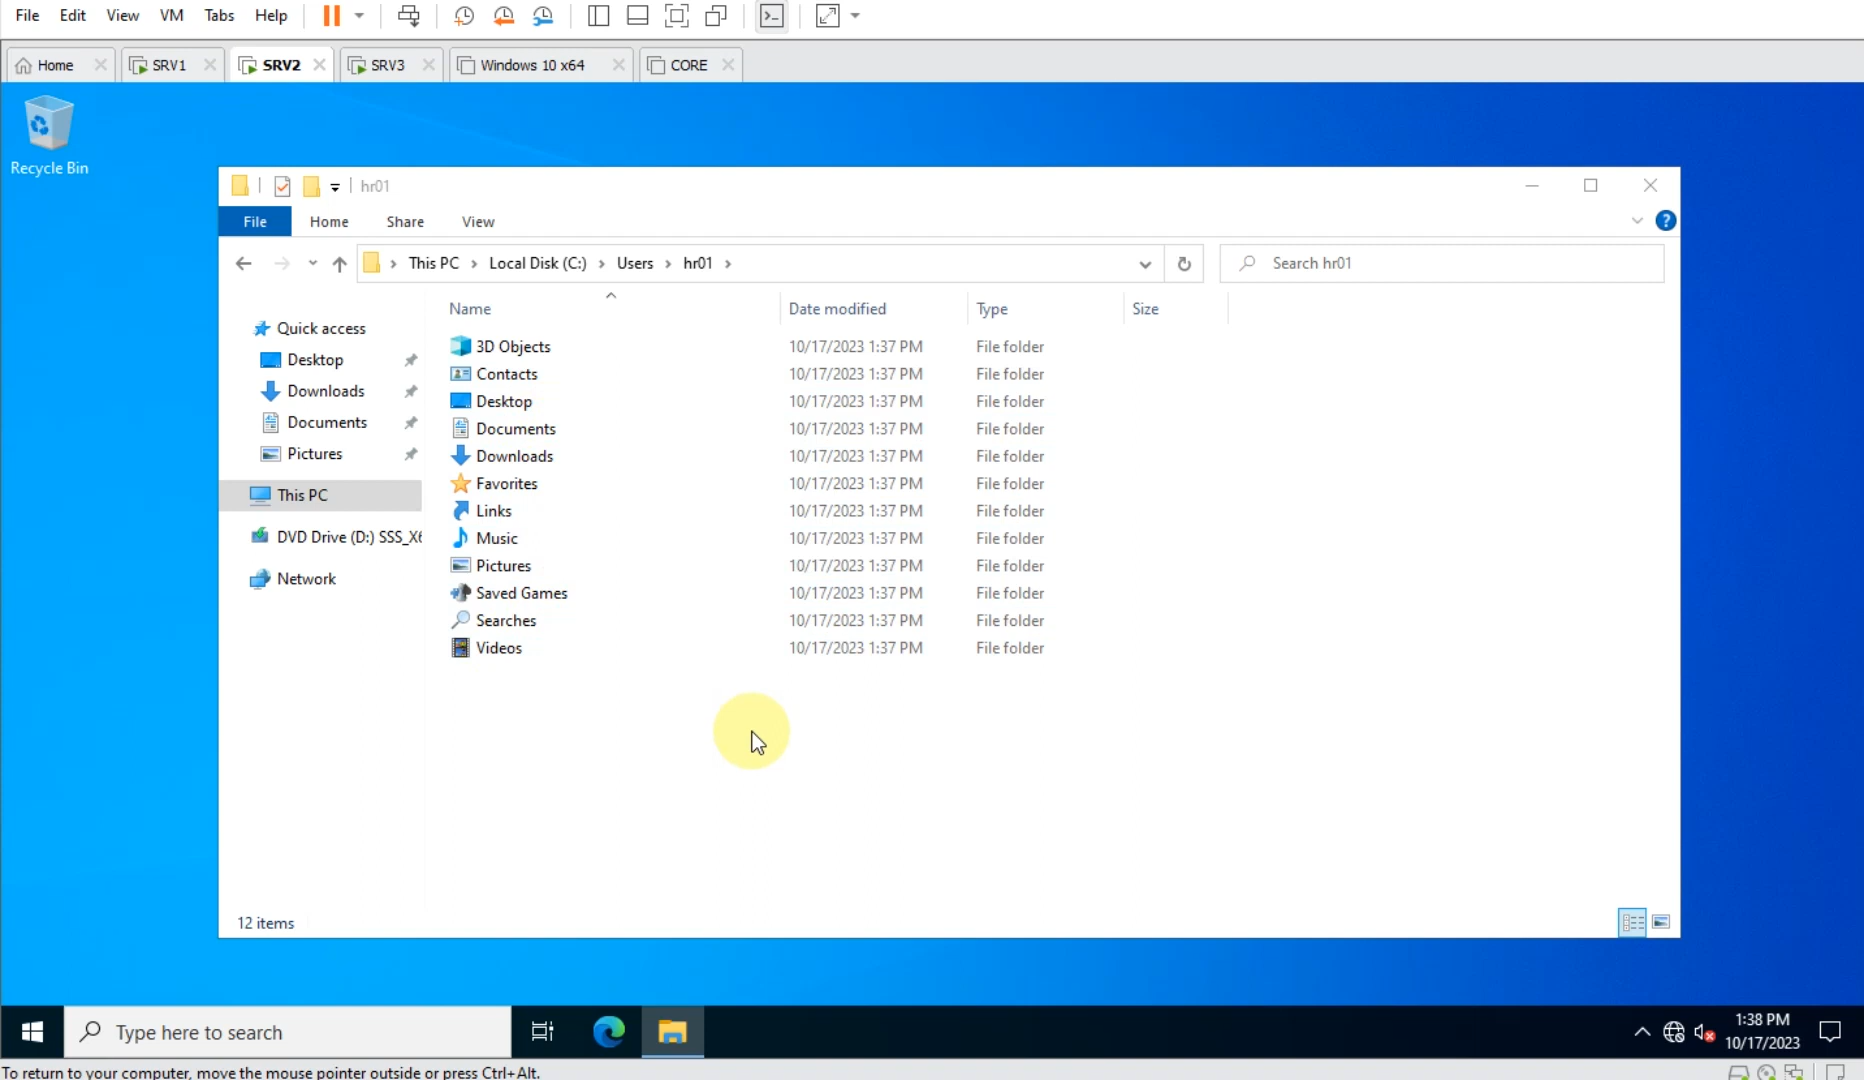 File Edit View VM Tabs Help
Home SRV1 SRV2 SRV3 Windows 10 x64 CORE
Recycle Bin
hr01
File Home Share View
This PC Local Disk (C:) Users hr01
Search hr01
Name Date modified Type Size
Quick access
Desktop
Downloads
Documents
Pictures
This PC
DVD Drive (D:) SSS_X6
Network
3D Objects 10/17/2023 1:37 PM File folder
Contacts 10/17/2023 1:37 PM File folder
Desktop 10/17/2023 1:37 PM File folder
Documents 10/17/2023 1:37 PM File folder
Downloads 10/17/2023 1:37 PM File folder
Favorites 10/17/2023 1:37 PM File folder
Links 10/17/2023 1:37 PM File folder
Music 10/17/2023 1:37 PM File folder
Pictures 10/17/2023 1:37 PM File folder
Saved Games 10/17/2023 1:37 PM File folder
Searches 10/17/2023 1:37 PM File folder
Videos 10/17/2023 1:37 PM File folder
12 items
Type here to search
1:38 PM
10/17/2023
To return to your computer, move the mouse pointer outside or press Ctrl+Alt.